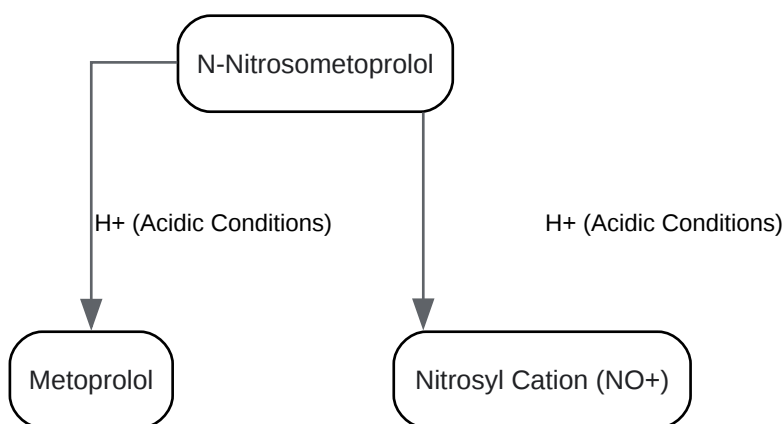 N-Nitrosometoprolol
H+ (Acidic Conditions)
H+ (Acidic Conditions)
Metoprolol
Nitrosyl Cation (NO+)